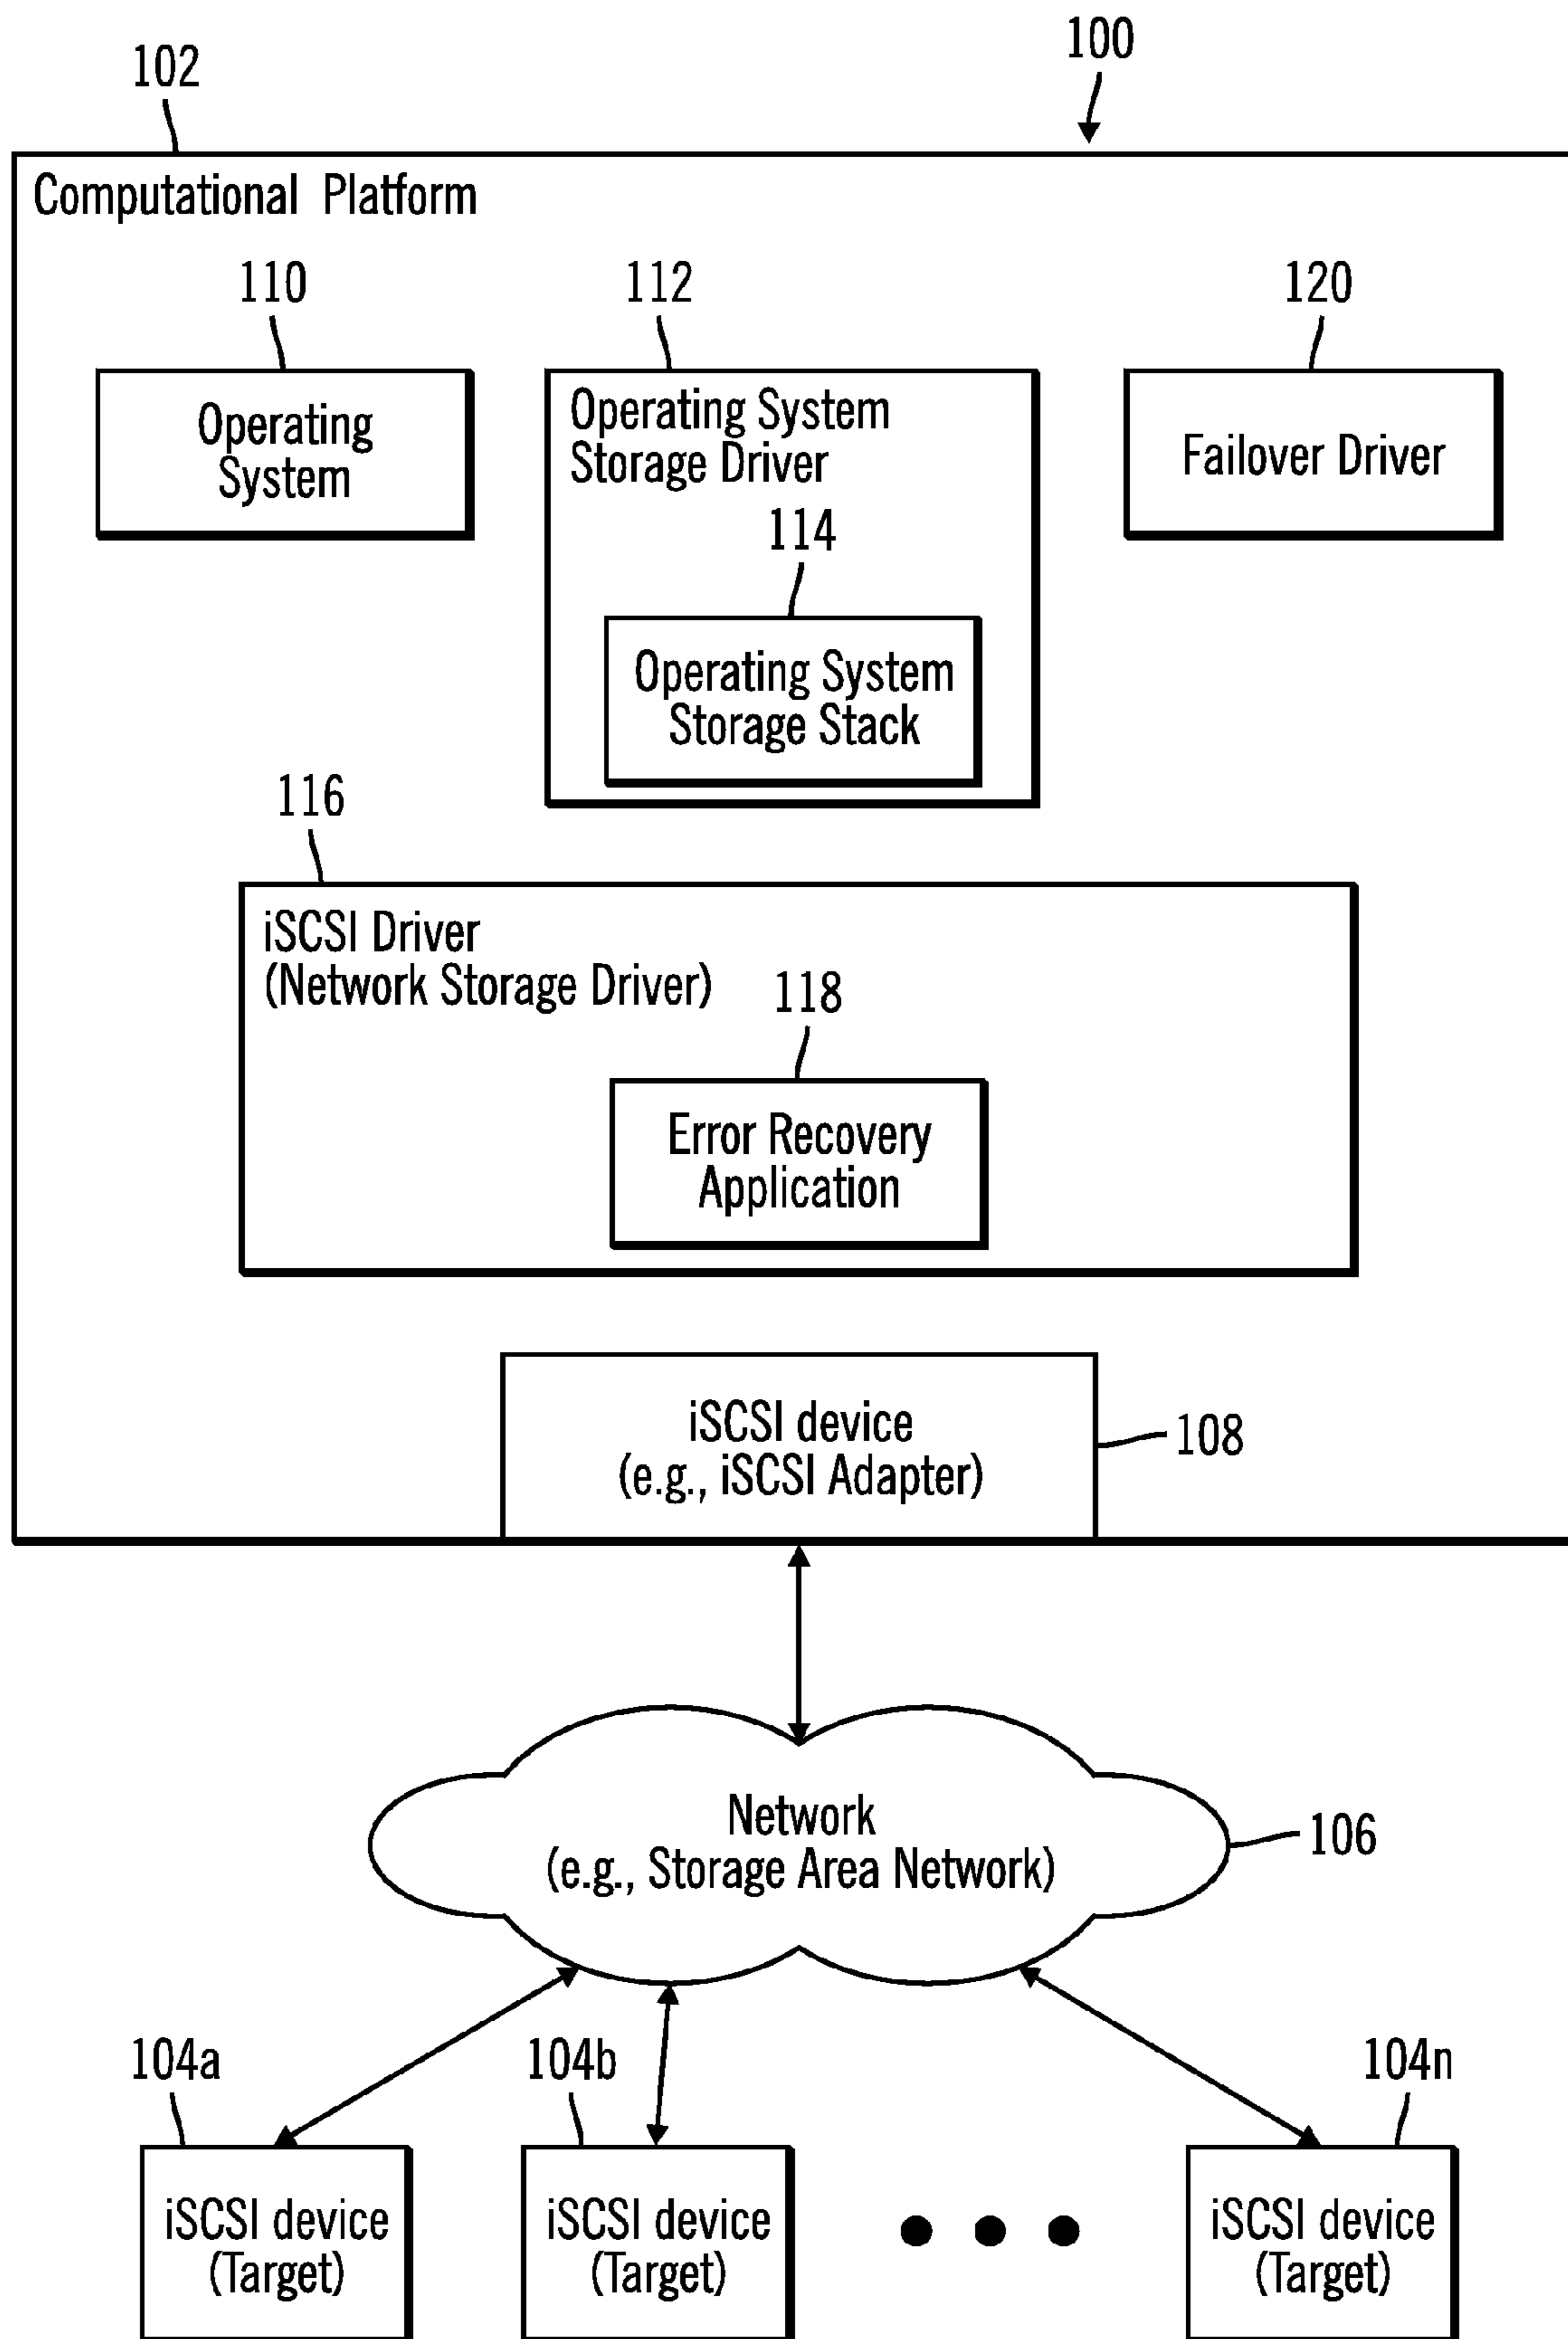 100
102
Computational Platform
110
112
120
Operating
System
Operating System
Storage Driver
Failover Driver
114
Operating System
Storage Stack
116
iSCSI Driver
(Network Storage Driver)
118
Error Recovery
Application
iSCSI device
(e.g., iSCSI Adapter)
108
Network
(e.g., Storage Area Network)
106
104a
104b
104n
iSCSI device
(Target)
iSCSI device
(Target)
iSCSI device
(Target)